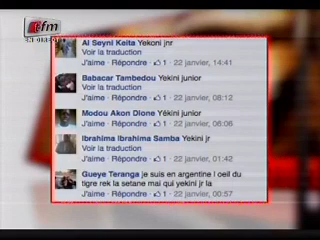 tfm
EN DIRECT
Al Seyni Keita Yekoni jnr
Voir la traduction
J'aime · Répondre · 1 · 22 janvier, 14:41
Babacar Tambedou Yekini junior
J'aime · Répondre · 1 · 22 janvier, 08:12
Modou Akon Dione Yékini junior
J'aime · Répondre · 1 · 22 janvier, 06:06
Ibrahima Ibrahima Samba Yekini jr
Voir la traduction
J'aime · Répondre · 1 · 22 janvier, 01:42
Gueye Teranga je suis en argentine l oeil du
tigre rek la setane mai qui yekini jr la
J'aime · Répondre · 1 · 22 janvier, 00:57